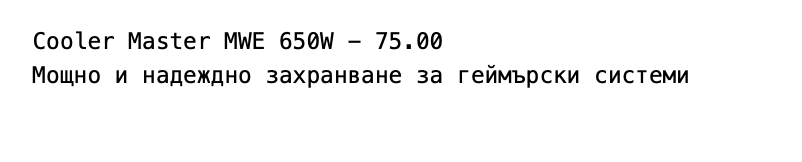 Cooler Master MWE 650W – 75.00
Мощно и надеждно захранване за геймърски системи